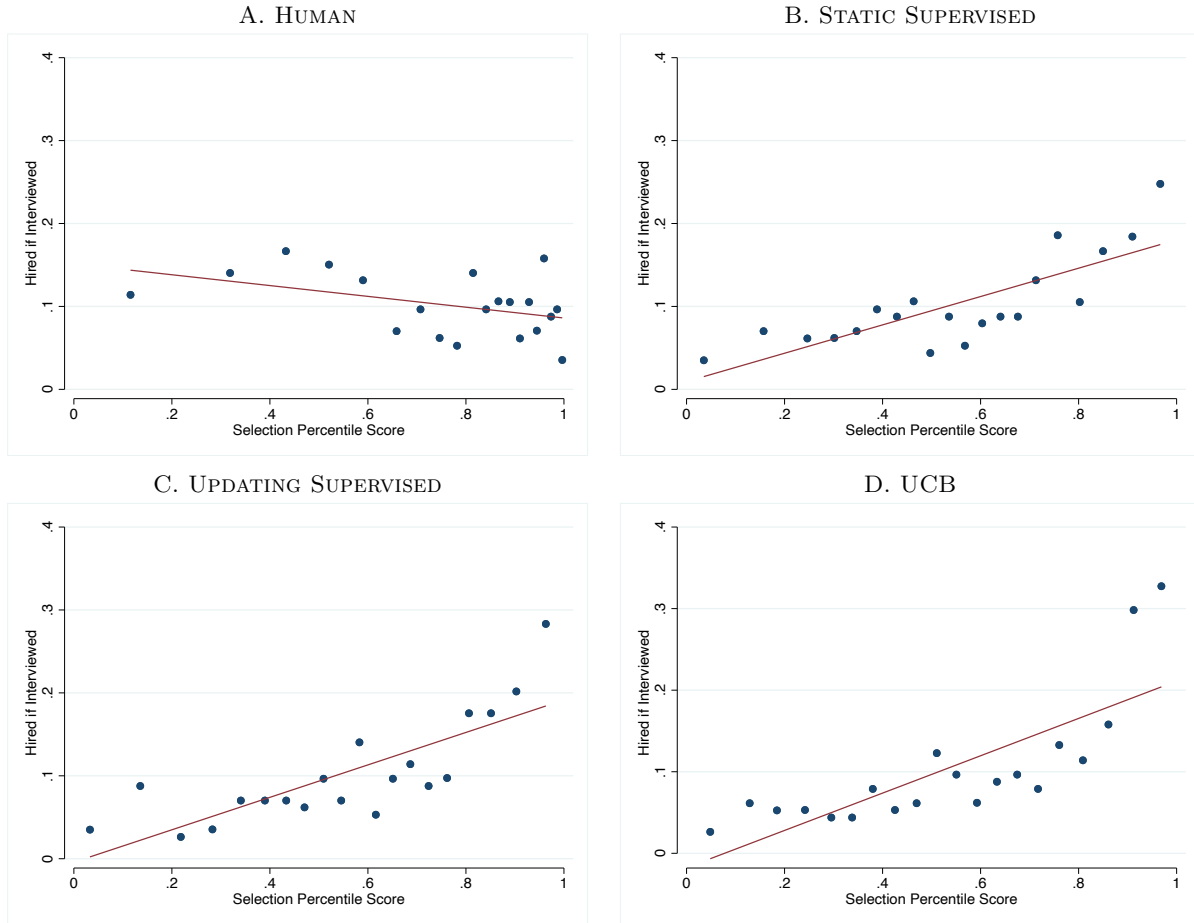 A. Human
B. Static Supervised
.4
.3
.2
.1
0
Hired if Interviewed
0 .2 .4 .6 .8 1
Selection Percentile Score
.4
.3
.2
.1
0
Hired if Interviewed
0 .2 .4 .6 .8 1
Selection Percentile Score
C. Updating Supervised
D. UCB
.4
.3
.2
.1
0
Hired if Interviewed
0 .2 .4 .6 .8 1
Selection Percentile Score
.4
.3
.2
.1
0
Hired if Interviewed
0 .2 .4 .6 .8 1
Selection Percentile Score